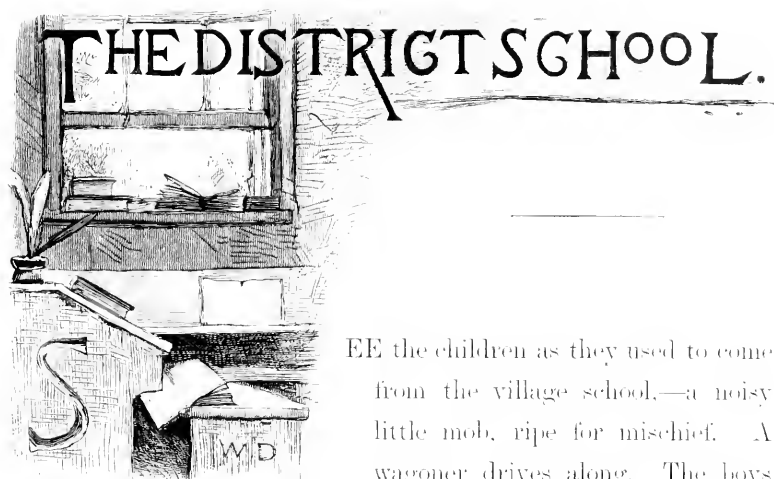 THE DISTRICT SCHOOL.
S
EE the children as they used to come
from the village school,—a noisy
little mob, ripe for mischief. A
wagoner drives along. The boys
WD